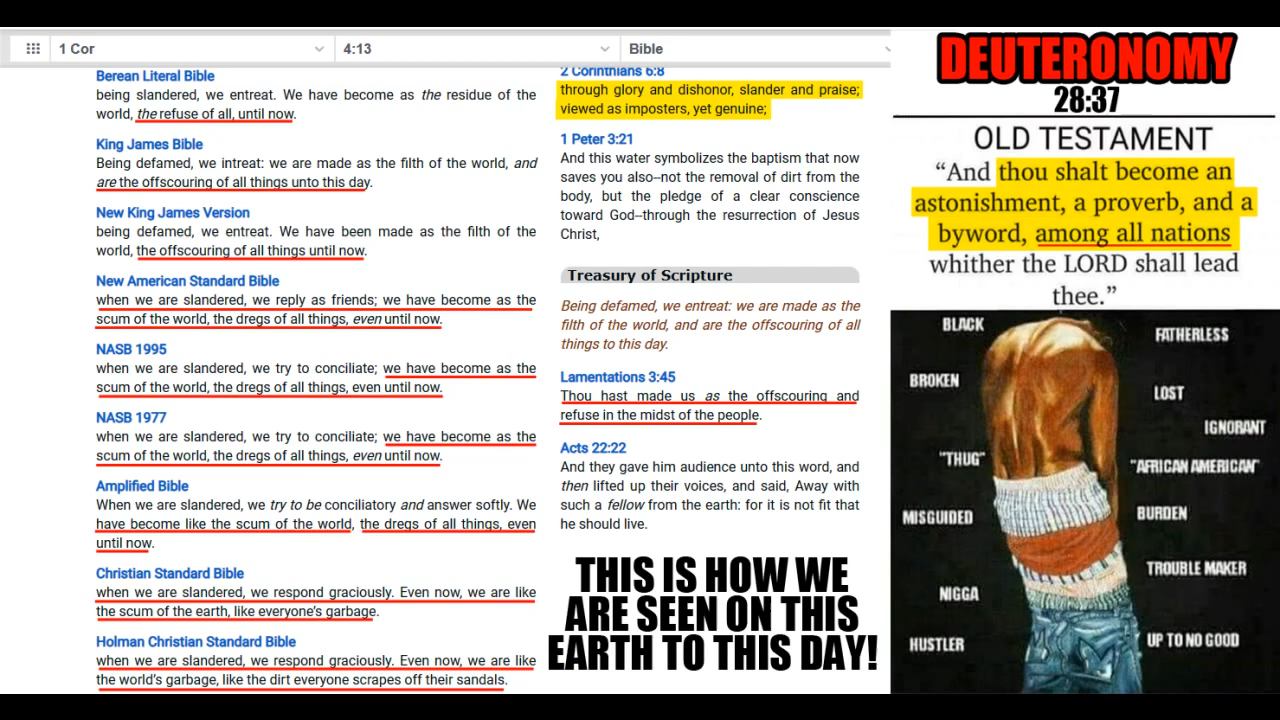 1 Cor
4:13
Bible
Berean Literal Bible
being slandered, we entreat. We have become as the residue of the
world, the refuse of all, until now.
King James Bible
Being defamed, we intreat: we are made as the filth of the world, and
are the offscouring of all things unto this day.
New King James Version
being defamed, we entreat. We have been made as the filth of the
world, the offscouring of all things until now.
New American Standard Bible
when we are slandered, we reply as friends; we have become as the
scum of the world, the dregs of all things, even until now.
NASB 1995
when we are slandered, we try to conciliate; we have become as the
scum of the world, the dregs of all things, even until now.
NASB 1977
when we are slandered, we try to conciliate; we have become as the
scum of the world, the dregs of all things, even until now.
Amplified Bible
When we are slandered, we try to be conciliatory and answer softly. We
have become like the scum of the world, the dregs of all things, even
until now.
Christian Standard Bible
when we are slandered, we respond graciously. Even now, we are like
the scum of the earth, like everyone's garbage.
Holman Christian Standard Bible
when we are slandered, we respond graciously. Even now, we are like
the world's garbage, like the dirt everyone scrapes off their sandals.
2 Corinthians 6:8
through glory and dishonor, slander and praise;
viewed as imposters, yet genuine;
1 Peter 3:21
And this water symbolizes the baptism that now
saves you also--not the removal of dirt from the
body, but the pledge of a clear conscience
toward God--through the resurrection of Jesus
Christ,
Treasury of Scripture
Being defamed, we entreat: we are made as the
filth of the world, and are the offscouring of all
things to this day.
Lamentations 3:45
Thou hast made us as the offscouring and
refuse in the midst of the people.
Acts 22:22
And they gave him audience unto this word, and
then lifted up their voices, and said, Away with
such a fellow from the earth: for it is not fit that
he should live.
THIS IS HOW WE
ARE SEEN ON THIS
EARTH TO THIS DAY!
DEUTERONOMY
28:37
OLD TESTAMENT
“And thou shalt become an
astonishment, a proverb, and a
byword, among all nations
whither the LORD shall lead
thee.”
BLACK
FATHERLESS
BROKEN
LOST
IGNORANT
"THUG"
"AFRICAN AMERICAN"
MISGUIDED
BURDEN
TROUBLE MAKER
NIGGA
HUSTLER
UP TO NO GOOD